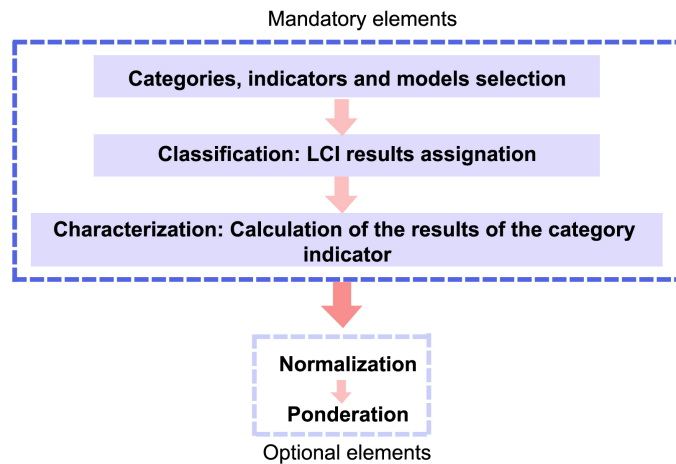 Mandatory elements
Categories, indicators and models selection
Classification: LCI results assignation
Characterization: Calculation of the results of the category
indicator
Normalization
Ponderation
Optional elements